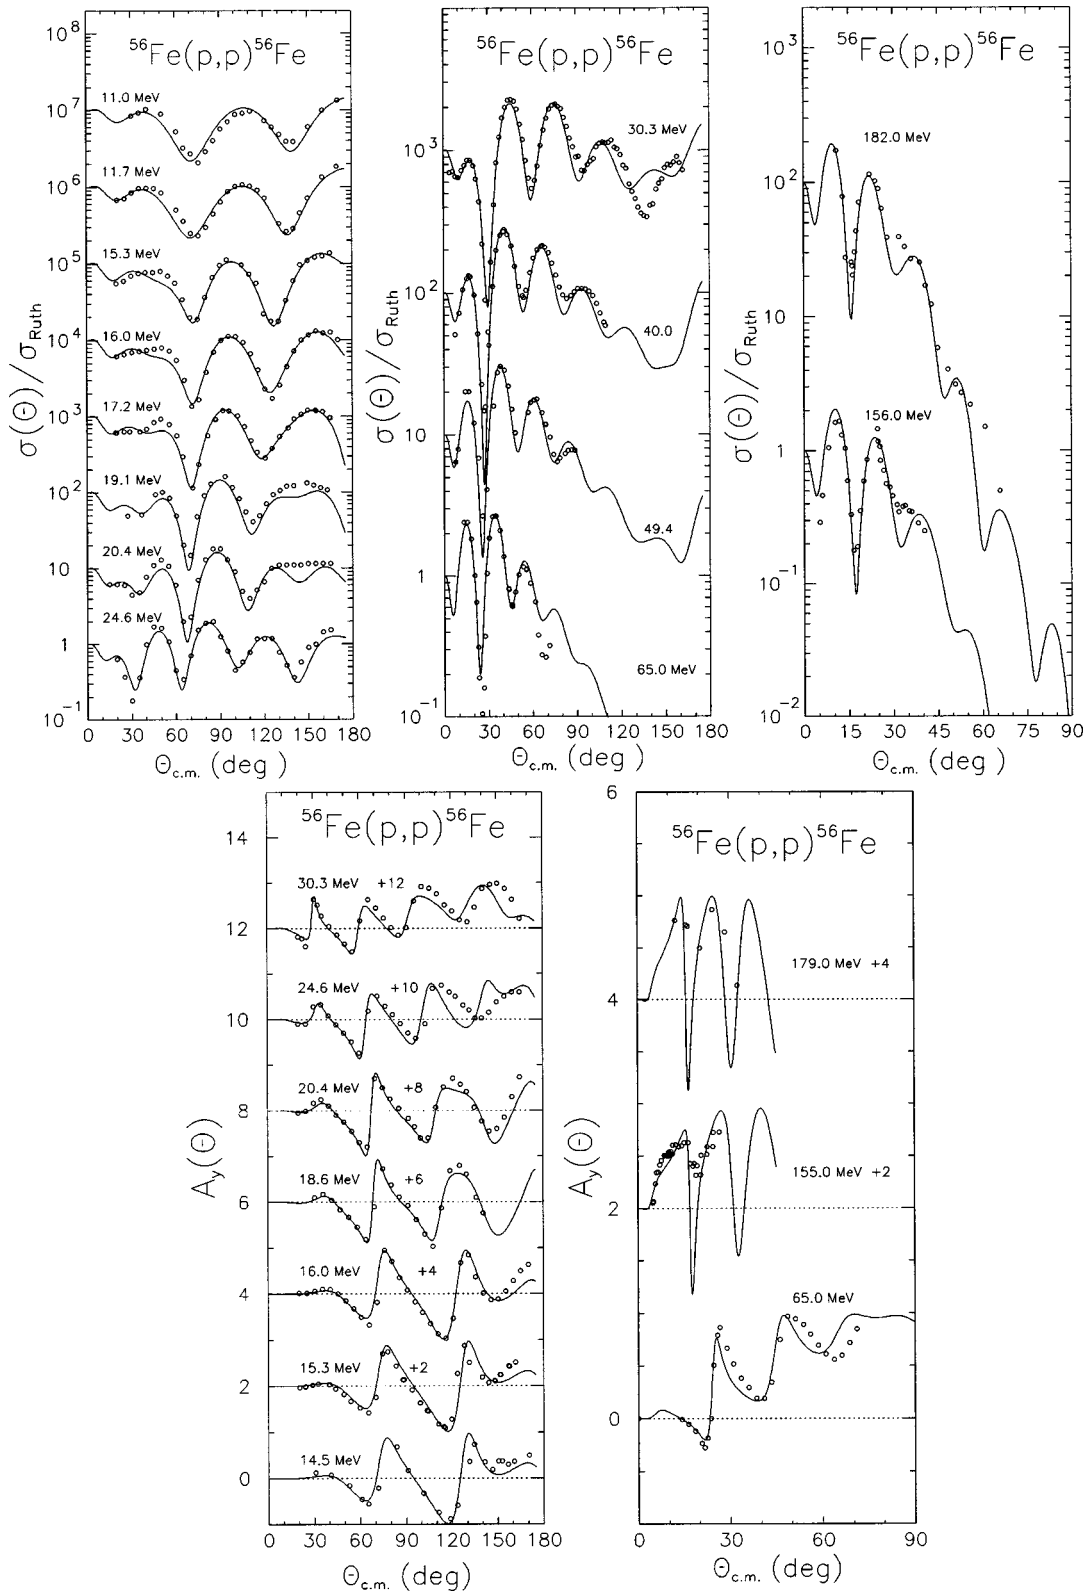 ⁵⁶Fe(p,p)⁵⁶Fe
σ(Θ)/σRuth
10⁸
10⁷
10⁶
10⁵
10⁴
10³
10²
10
1
10⁻¹
11.0 MeV
11.7 MeV
15.3 MeV
16.0 MeV
17.2 MeV
19.1 MeV
20.4 MeV
24.6 MeV
0 30 60 90 120 150 180
Θc.m. (deg)
⁵⁶Fe(p,p)⁵⁶Fe
σ(Θ)/σRuth
10³
10²
10
1
10⁻¹
30.3 MeV
40.0
49.4
65.0 MeV
0 30 60 90 120 150 180
Θc.m. (deg)
⁵⁶Fe(p,p)⁵⁶Fe
σ(Θ)/σRuth
10³
10²
10
1
10⁻¹
10⁻²
182.0 MeV
156.0 MeV
0 15 30 45 60 75 90
Θc.m. (deg)
⁵⁶Fe(p,p)⁵⁶Fe
Ay(Θ)
14
12
10
8
6
4
2
0
30.3 MeV +12
24.6 MeV +10
20.4 MeV +8
18.6 MeV +6
16.0 MeV +4
15.3 MeV +2
14.5 MeV
0 30 60 90 120 150 180
Θc.m. (deg)
⁵⁶Fe(p,p)⁵⁶Fe
Ay(Θ)
6
4
2
0
179.0 MeV +4
155.0 MeV +2
65.0 MeV
0 30 60 90
Θc.m. (deg)